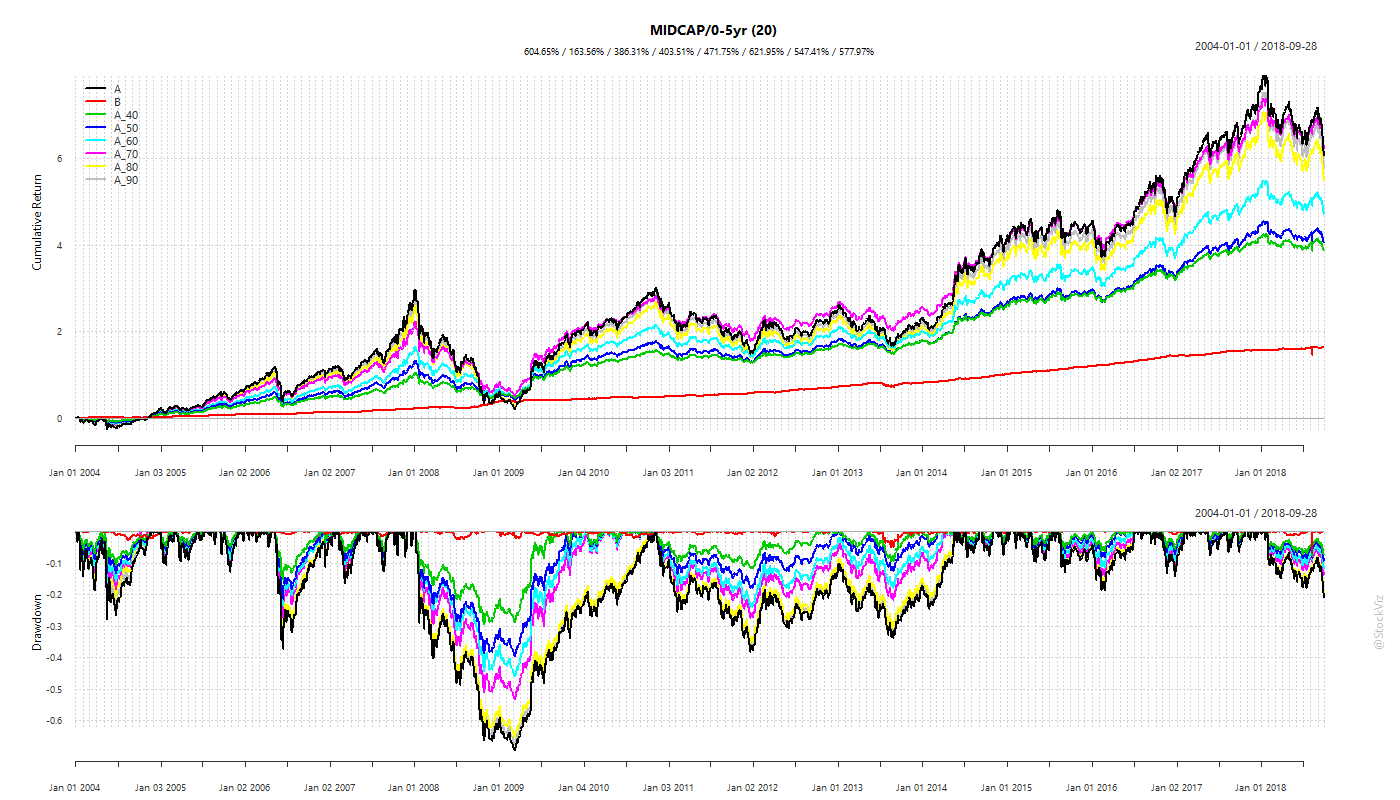 MIDCAP/0-5yr (20)
604.65% / 163.56% / 386.31% / 403.51% / 471.75% / 621.95% / 547.41% / 577.97%
2004-01-01 / 2018-09-28
A
B
A_40
A_50
A_60
A_70
A_80
A_90
Cumulative Return
6
4
2
0
Jan 01 2004 Jan 03 2005 Jan 02 2006 Jan 02 2007 Jan 01 2008 Jan 01 2009 Jan 04 2010 Jan 03 2011 Jan 02 2012 Jan 01 2013 Jan 01 2014 Jan 01 2015 Jan 01 2016 Jan 02 2017 Jan 01 2018
2004-01-01 / 2018-09-28
Drawdown
-0.1
-0.2
-0.3
-0.4
-0.5
-0.6
Jan 01 2004 Jan 03 2005 Jan 02 2006 Jan 02 2007 Jan 01 2008 Jan 01 2009 Jan 04 2010 Jan 03 2011 Jan 02 2012 Jan 01 2013 Jan 01 2014 Jan 01 2015 Jan 01 2016 Jan 02 2017 Jan 01 2018
@StockViz